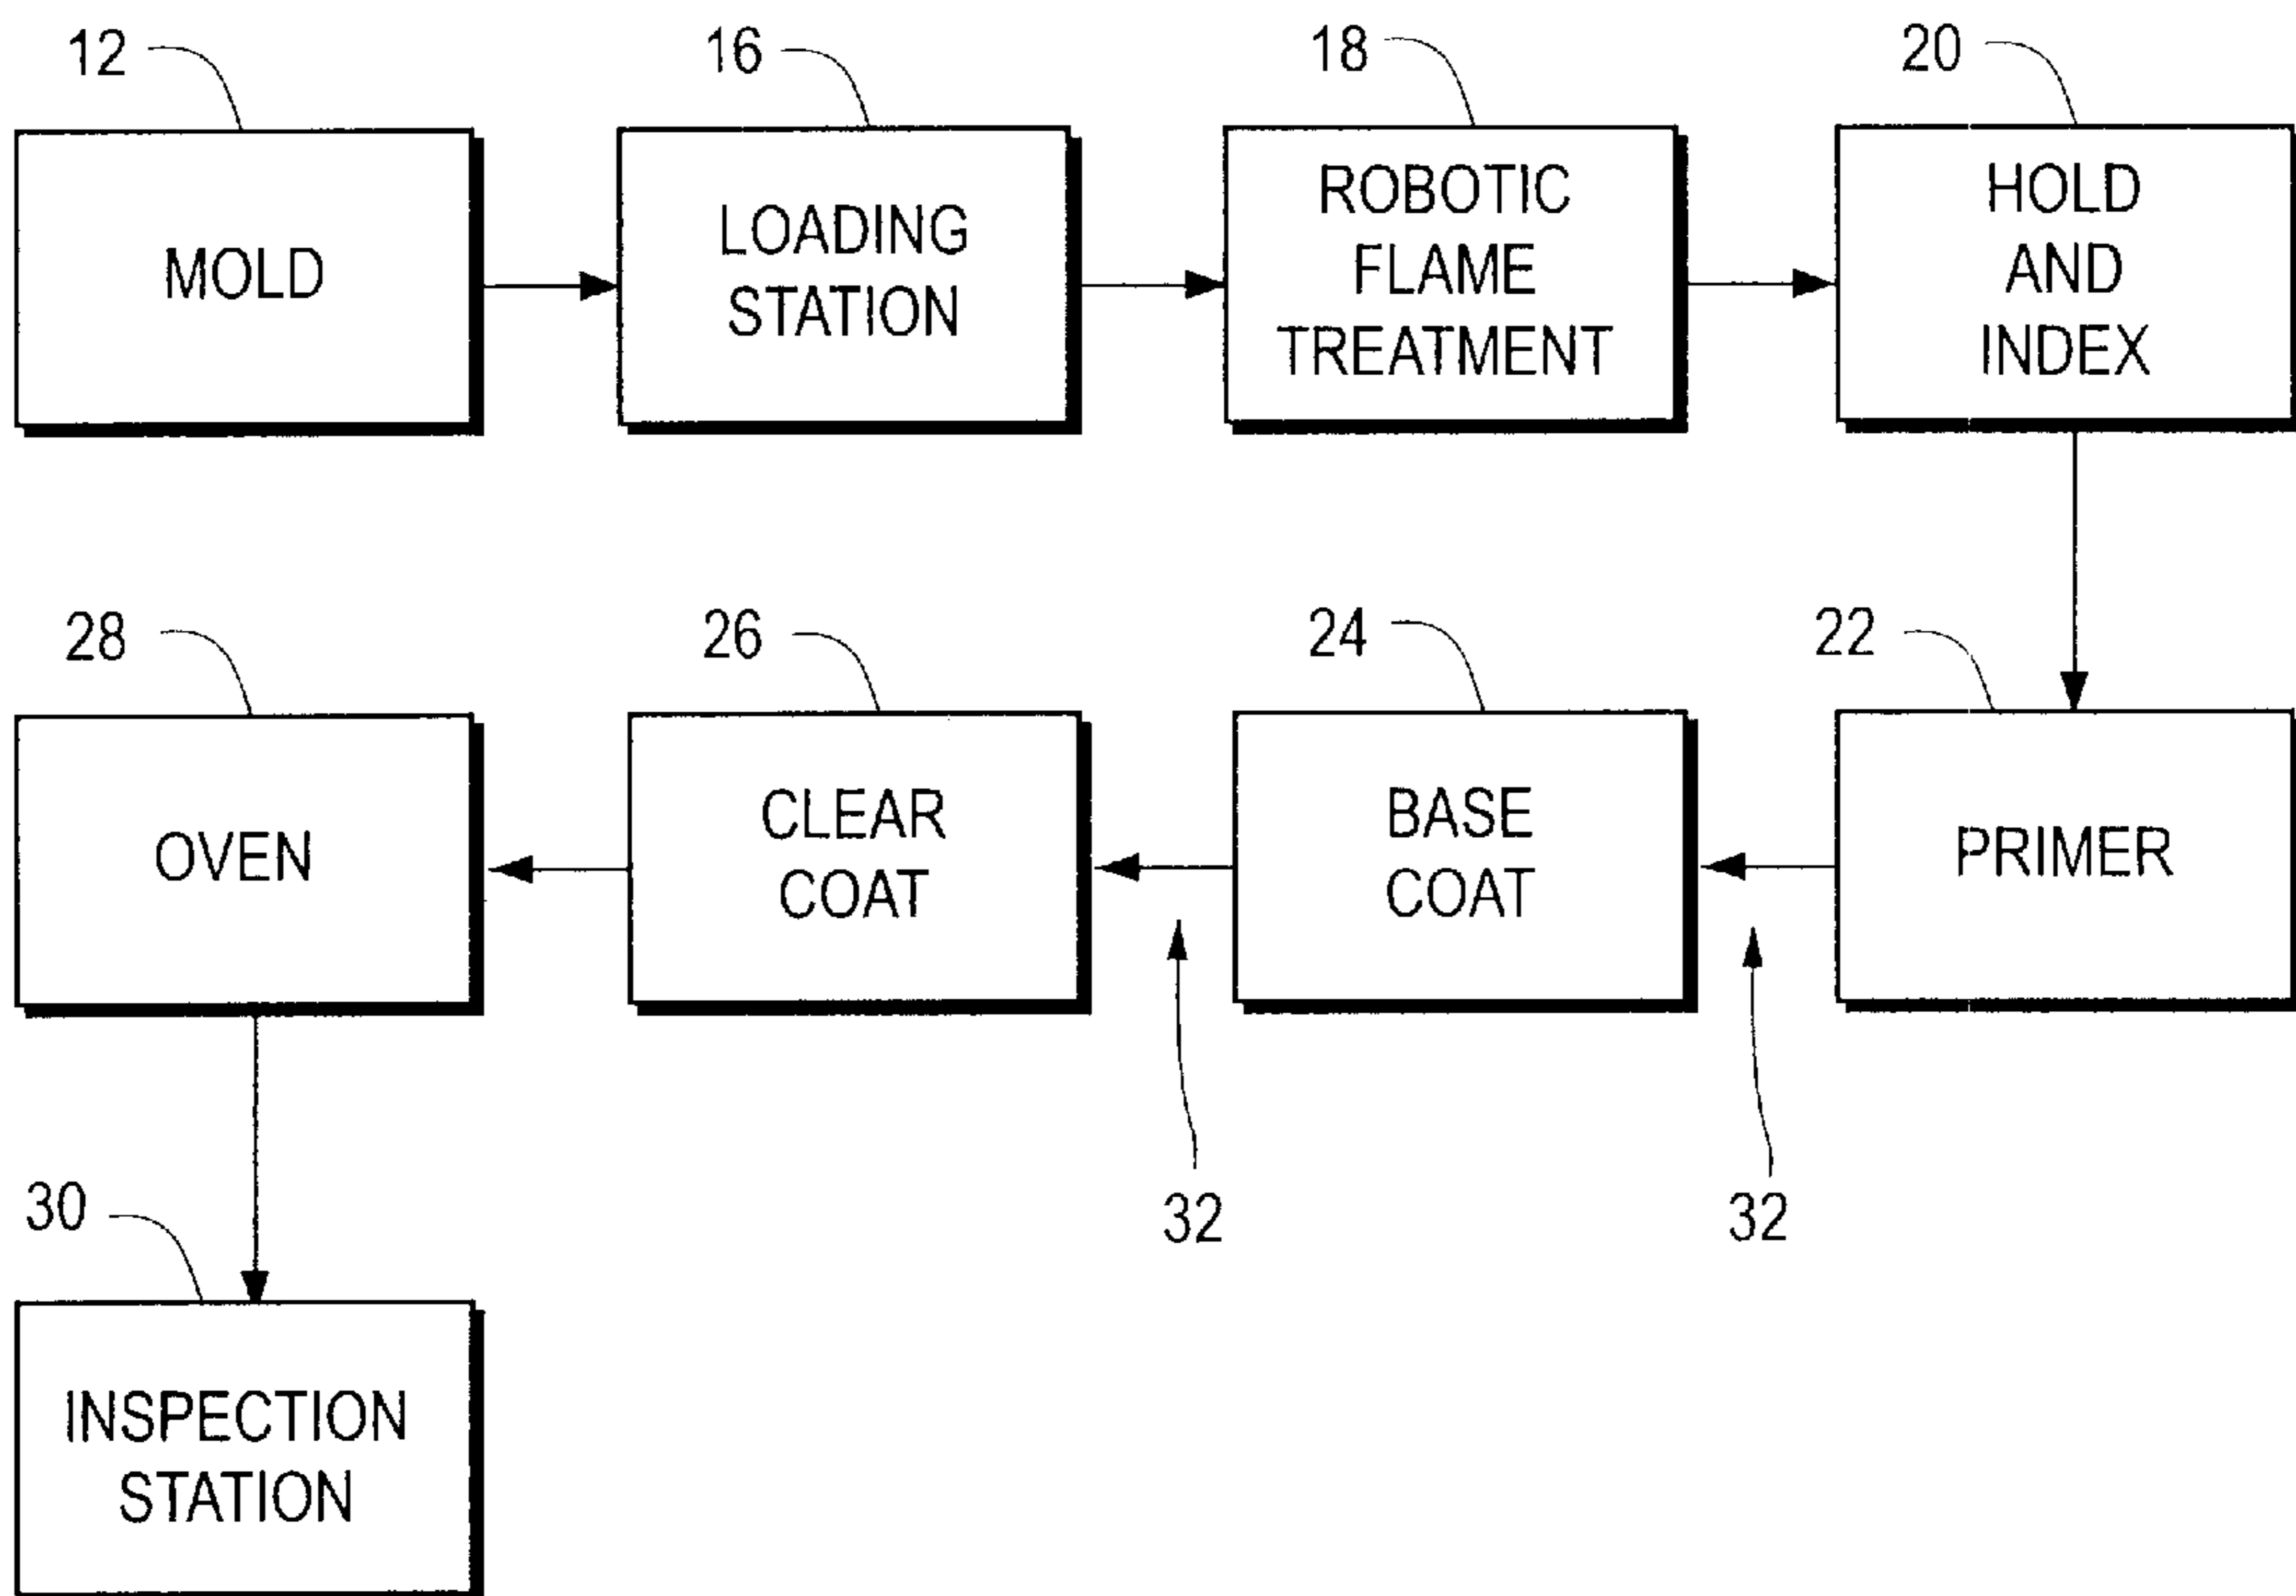 12
16
18
20
MOLD
LOADING
STATION
ROBOTIC
FLAME
TREATMENT
HOLD
AND
INDEX
28
26
24
22
OVEN
CLEAR
COAT
BASE
COAT
PRIMER
30
32
32
INSPECTION
STATION